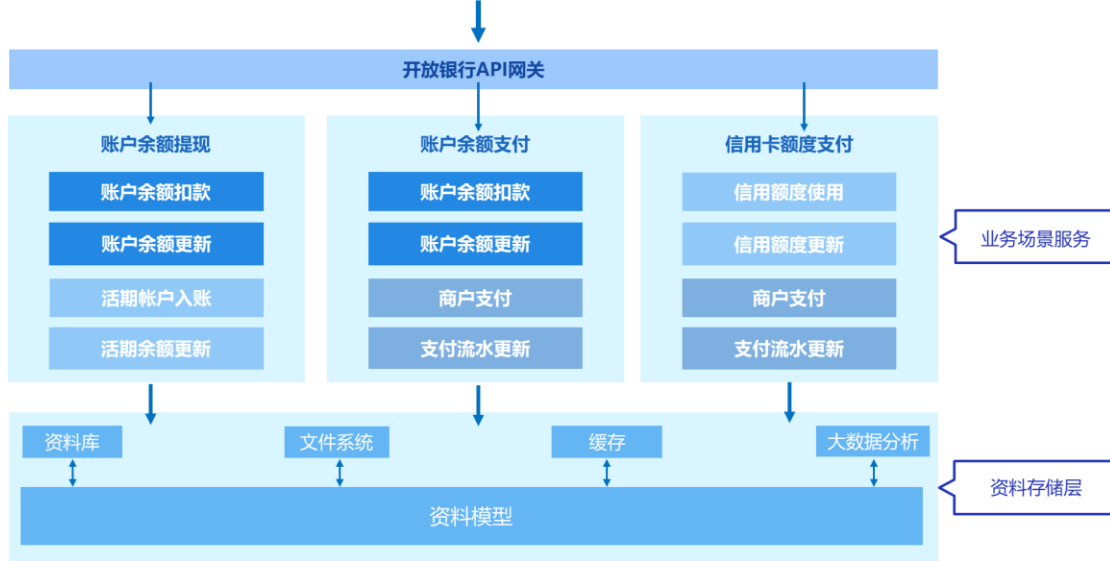 开放银行API网关
账户余额提现
账户余额扣款
账户余额更新
活期帐户入账
活期余额更新
账户余额支付
账户余额扣款
账户余额更新
商户支付
支付流水更新
信用卡额度支付
信用额度使用
信用额度更新
商户支付
支付流水更新
业务场景服务
资料库
文件系统
缓存
大数据分析
资料模型
资料存储层